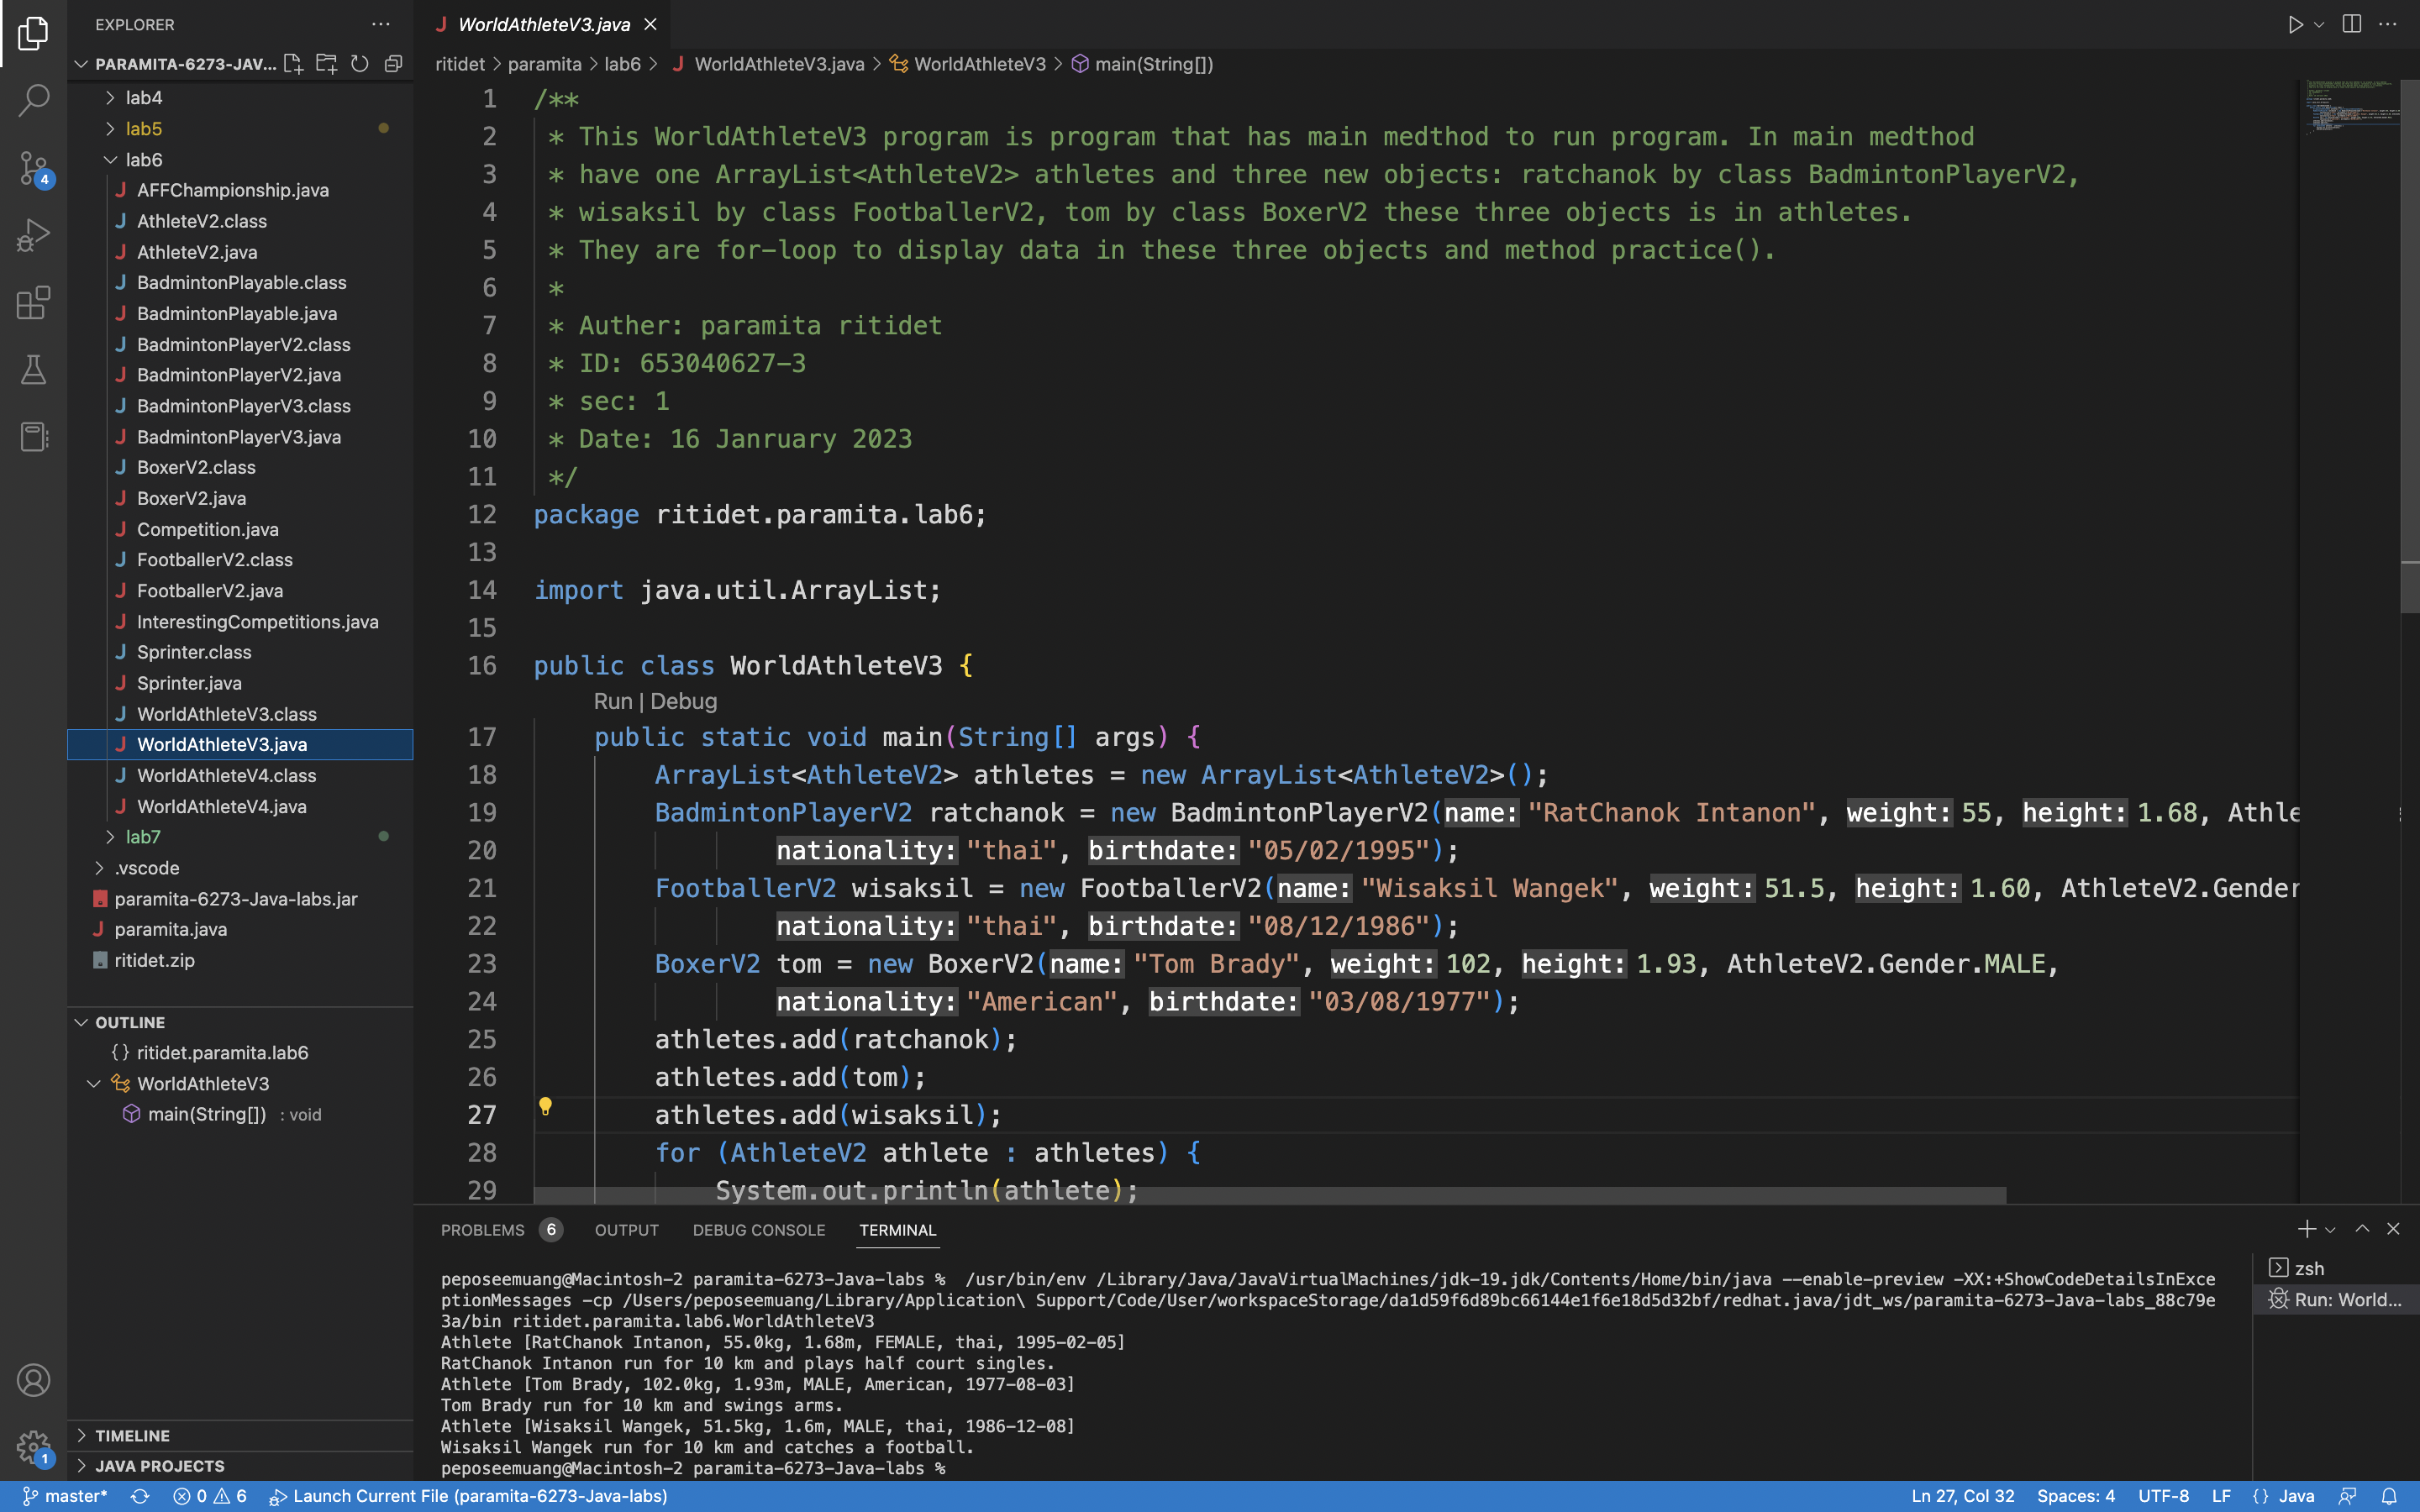 EXPLORER
PARAMITA-6273-JAV...
lab4
lab5
lab6
AFFChampionship.java
AthleteV2.class
AthleteV2.java
BadmintonPlayable.class
BadmintonPlayable.java
BadmintonPlayerV2.class
BadmintonPlayerV2.java
BadmintonPlayerV3.class
BadmintonPlayerV3.java
BoxerV2.class
BoxerV2.java
Competition.java
FootballerV2.class
FootballerV2.java
InterestingCompetitions.java
Sprinter.class
Sprinter.java
WorldAthleteV3.class
WorldAthleteV3.java
WorldAthleteV4.class
WorldAthleteV4.java
lab7
.vscode
paramita-6273-Java-labs.jar
paramita.java
ritidet.zip
OUTLINE
{} ritidet.paramita.lab6
WorldAthleteV3
main(String[]) : void
TIMELINE
JAVA PROJECTS
4
1
WorldAthleteV3.java
ritidet > paramita > lab6 > WorldAthleteV3.java > WorldAthleteV3 > main(String[])
1 /**
2 * This WorldAthleteV3 program is program that has main medthod to run program. In main medthod
3 * have one ArrayList<AthleteV2> athletes and three new objects: ratchanok by class BadmintonPlayerV2,
4 * wisaksil by class FootballerV2, tom by class BoxerV2 these three objects is in athletes.
5 * They are for-loop to display data in these three objects and method practice().
6 *
7 * Auther: paramita ritidet
8 * ID: 653040627-3
9 * sec: 1
10 * Date: 16 Janruary 2023
11 */
12 package ritidet.paramita.lab6;
13
14 import java.util.ArrayList;
15
16 public class WorldAthleteV3 {
Run | Debug
17 public static void main(String[] args) {
18 ArrayList<AthleteV2> athletes = new ArrayList<AthleteV2>();
19 BadmintonPlayerV2 ratchanok = new BadmintonPlayerV2(name: "RatChanok Intanon", weight: 55, height: 1.68, Athle
20 nationality: "thai", birthdate: "05/02/1995");
21 FootballerV2 wisaksil = new FootballerV2(name: "Wisaksil Wangek", weight: 51.5, height: 1.60, AthleteV2.Gender
22 nationality: "thai", birthdate: "08/12/1986");
23 BoxerV2 tom = new BoxerV2(name: "Tom Brady", weight: 102, height: 1.93, AthleteV2.Gender.MALE,
24 nationality: "American", birthdate: "03/08/1977");
25 athletes.add(ratchanok);
26 athletes.add(tom);
27 athletes.add(wisaksil);
28 for (AthleteV2 athlete : athletes) {
29 System.out.println(athlete);
PROBLEMS 6 OUTPUT DEBUG CONSOLE TERMINAL
peposeemuang@Macintosh-2 paramita-6273-Java-labs % /usr/bin/env /Library/Java/JavaVirtualMachines/jdk-19.jdk/Contents/Home/bin/java --enable-preview -XX:+ShowCodeDetailsInExce
ptionMessages -cp /Users/peposeemuang/Library/Application\ Support/Code/User/workspaceStorage/da1d59f6d89bc66144e1f6e18d5d32bf/redhat.java/jdt_ws/paramita-6273-Java-labs_88c79e
3a/bin ritidet.paramita.lab6.WorldAthleteV3
Athlete [RatChanok Intanon, 55.0kg, 1.68m, FEMALE, thai, 1995-02-05]
RatChanok Intanon run for 10 km and plays half court singles.
Athlete [Tom Brady, 102.0kg, 1.93m, MALE, American, 1977-08-03]
Tom Brady run for 10 km and swings arms.
Athlete [Wisaksil Wangek, 51.5kg, 1.6m, MALE, thai, 1986-12-08]
Wisaksil Wangek run for 10 km and catches a football.
peposeemuang@Macintosh-2 paramita-6273-Java-labs %
zsh
Run: World...
master* 0 6 Launch Current File (paramita-6273-Java-labs) Ln 27, Col 32 Spaces: 4 UTF-8 LF {} Java